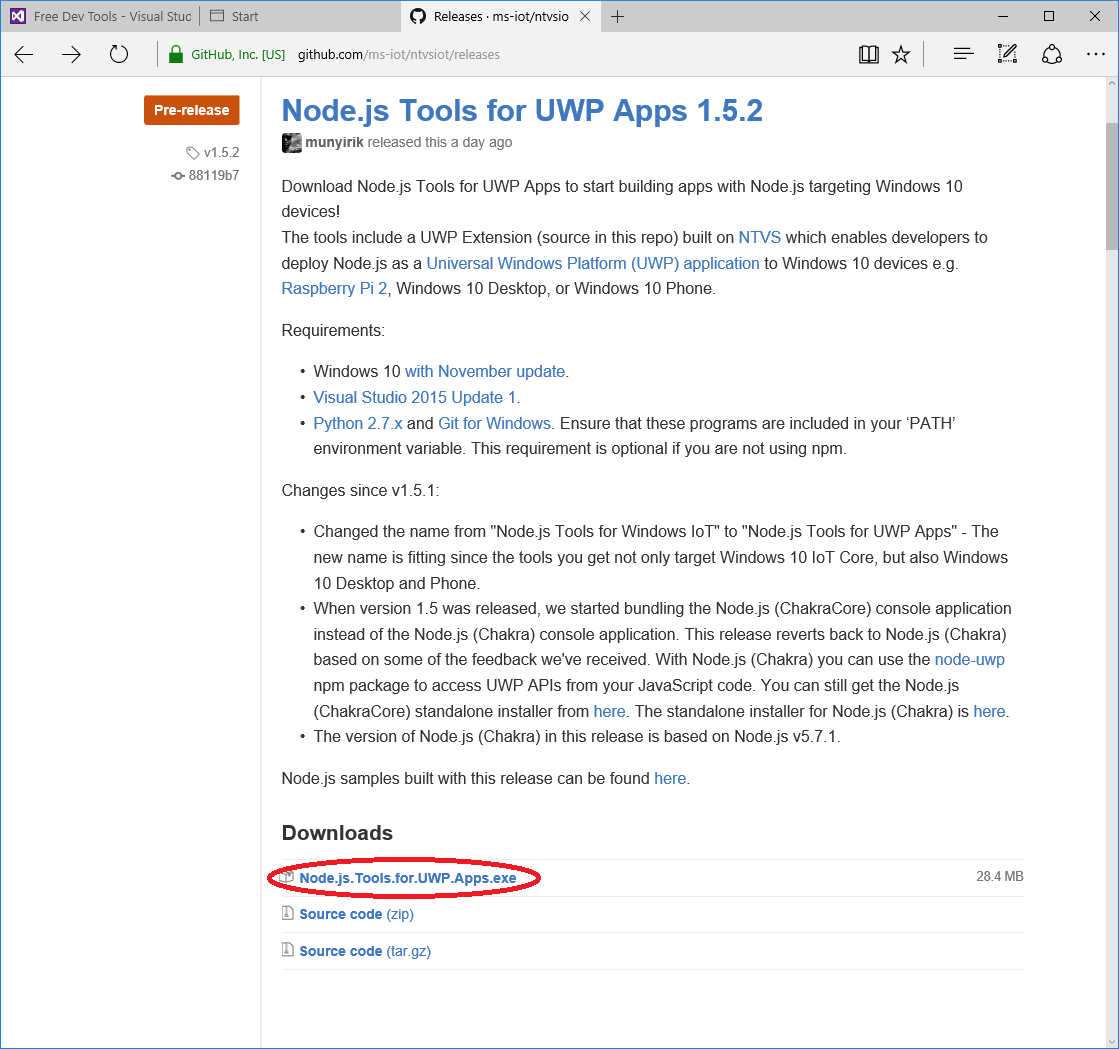 Free Dev Tools - Visual Stud
Start
Releases · ms-iot/ntvsio
GitHub, Inc. [US] github.com/ms-iot/ntvsiot/releases
Pre-release
v1.5.2
88119b7
Node.js Tools for UWP Apps 1.5.2
munyirik released this a day ago
Download Node.js Tools for UWP Apps to start building apps with Node.js targeting Windows 10
devices!
The tools include a UWP Extension (source in this repo) built on NTVS which enables developers to
deploy Node.js as a Universal Windows Platform (UWP) application to Windows 10 devices e.g.
Raspberry Pi 2, Windows 10 Desktop, or Windows 10 Phone.
Requirements:
• Windows 10 with November update.
• Visual Studio 2015 Update 1.
• Python 2.7.x and Git for Windows. Ensure that these programs are included in your ‘PATH’
environment variable. This requirement is optional if you are not using npm.
Changes since v1.5.1:
• Changed the name from "Node.js Tools for Windows IoT" to "Node.js Tools for UWP Apps" - The
new name is fitting since the tools you get not only target Windows 10 IoT Core, but also Windows
10 Desktop and Phone.
• When version 1.5 was released, we started bundling the Node.js (ChakraCore) console application
instead of the Node.js (Chakra) console application. This release reverts back to Node.js (Chakra)
based on some of the feedback we've received. With Node.js (Chakra) you can use the node-uwp
npm package to access UWP APIs from your JavaScript code. You can still get the Node.js
(ChakraCore) standalone installer from here. The standalone installer for Node.js (Chakra) is here.
• The version of Node.js (Chakra) in this release is based on Node.js v5.7.1.
Node.js samples built with this release can be found here.
Downloads
Node.js.Tools.for.UWP.Apps.exe 28.4 MB
Source code (zip)
Source code (tar.gz)